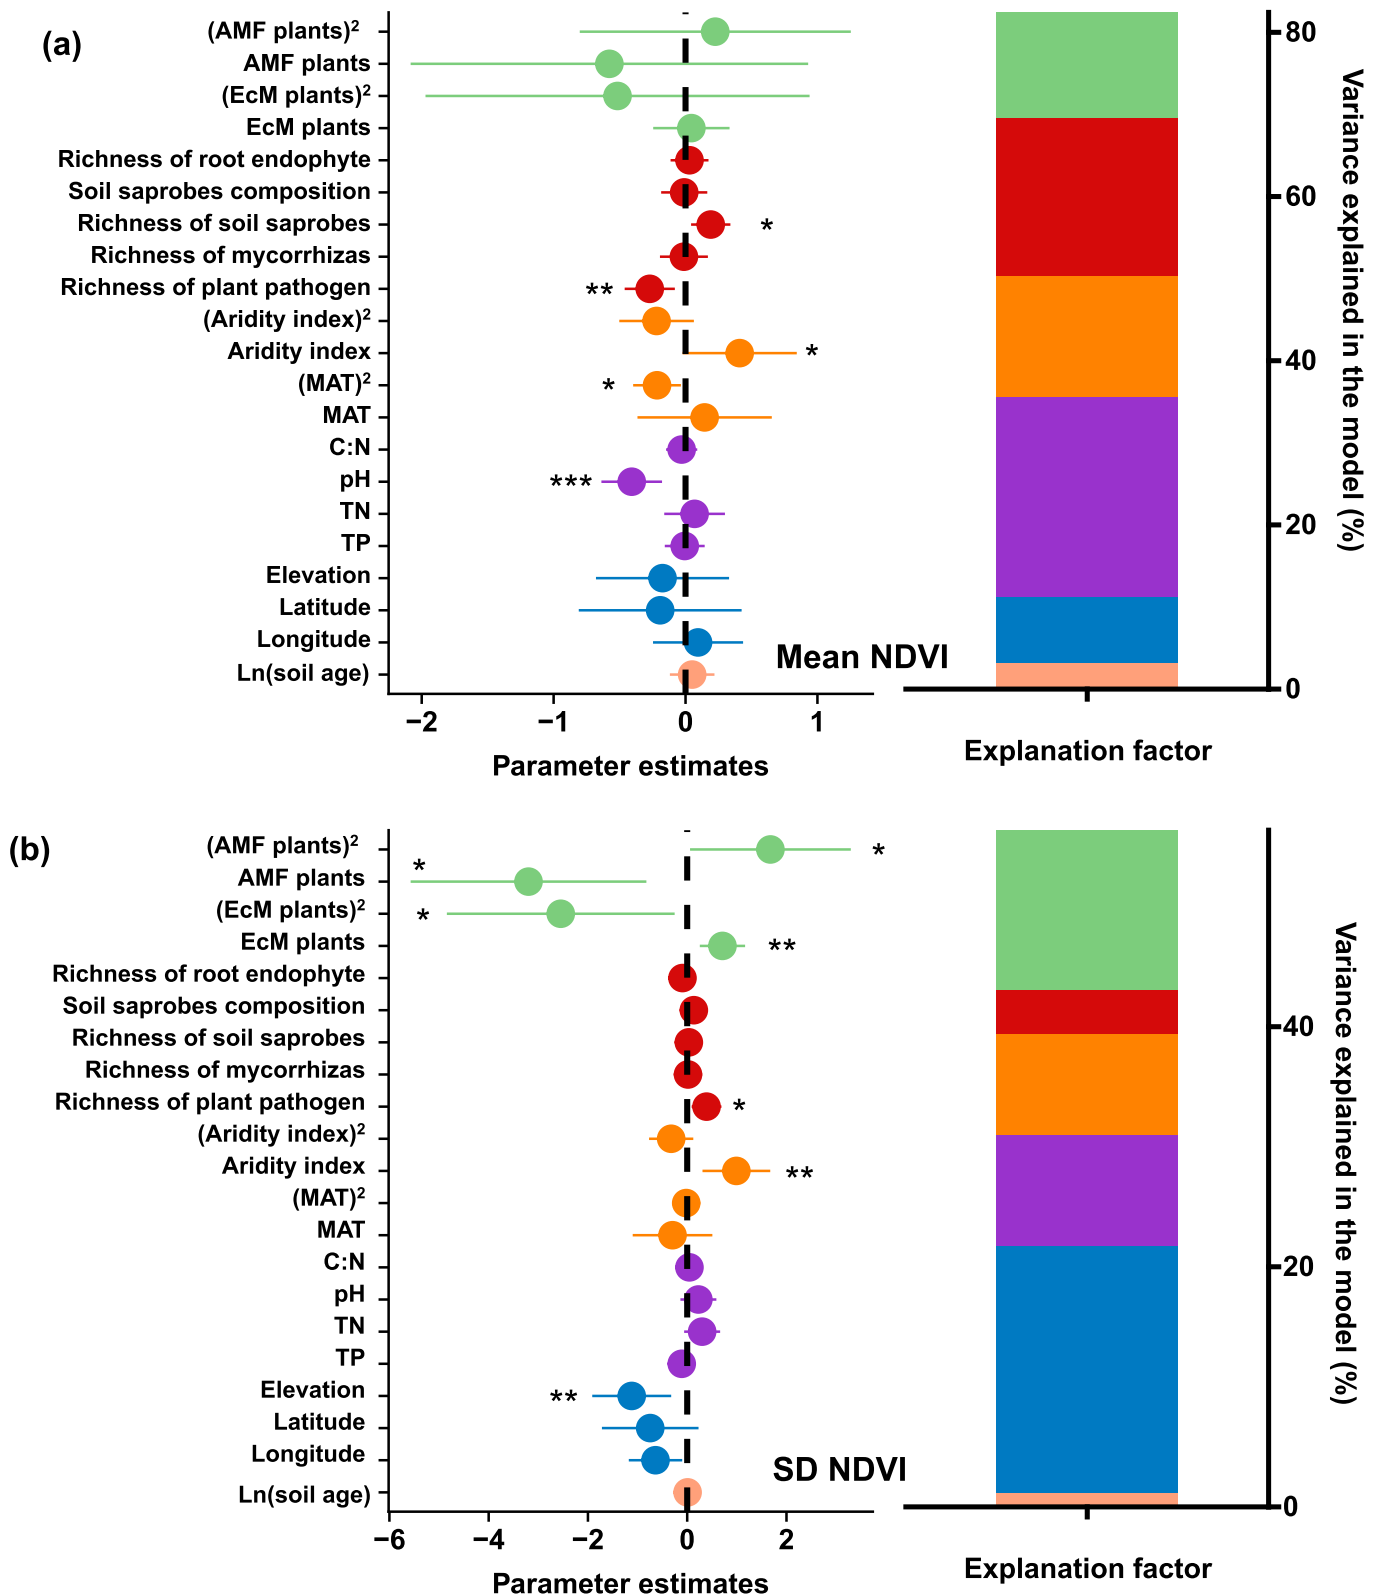 (a)
(AMF plants)²
AMF plants
(EcM plants)²
EcM plants
Richness of root endophyte
Soil saprobes composition
Richness of soil saprobes *
Richness of mycorrhizas
Richness of plant pathogen **
(Aridity index)²
Aridity index *
(MAT)² *
MAT
C:N
pH ***
TN
TP
Elevation
Latitude
Longitude
Ln(soil age)
Mean NDVI
−2 −1 0 1
Parameter estimates
80
60
40
20
0
Variance explained in the model (%)
Explanation factor
(b)
(AMF plants)² *
AMF plants *
(EcM plants)² *
EcM plants **
Richness of root endophyte
Soil saprobes composition
Richness of soil saprobes
Richness of mycorrhizas
Richness of plant pathogen *
(Aridity index)²
Aridity index **
(MAT)²
MAT
C:N
pH
TN
TP
Elevation **
Latitude
Longitude
Ln(soil age)
SD NDVI
−6 −4 −2 0 2
Parameter estimates
40
20
0
Variance explained in the model (%)
Explanation factor